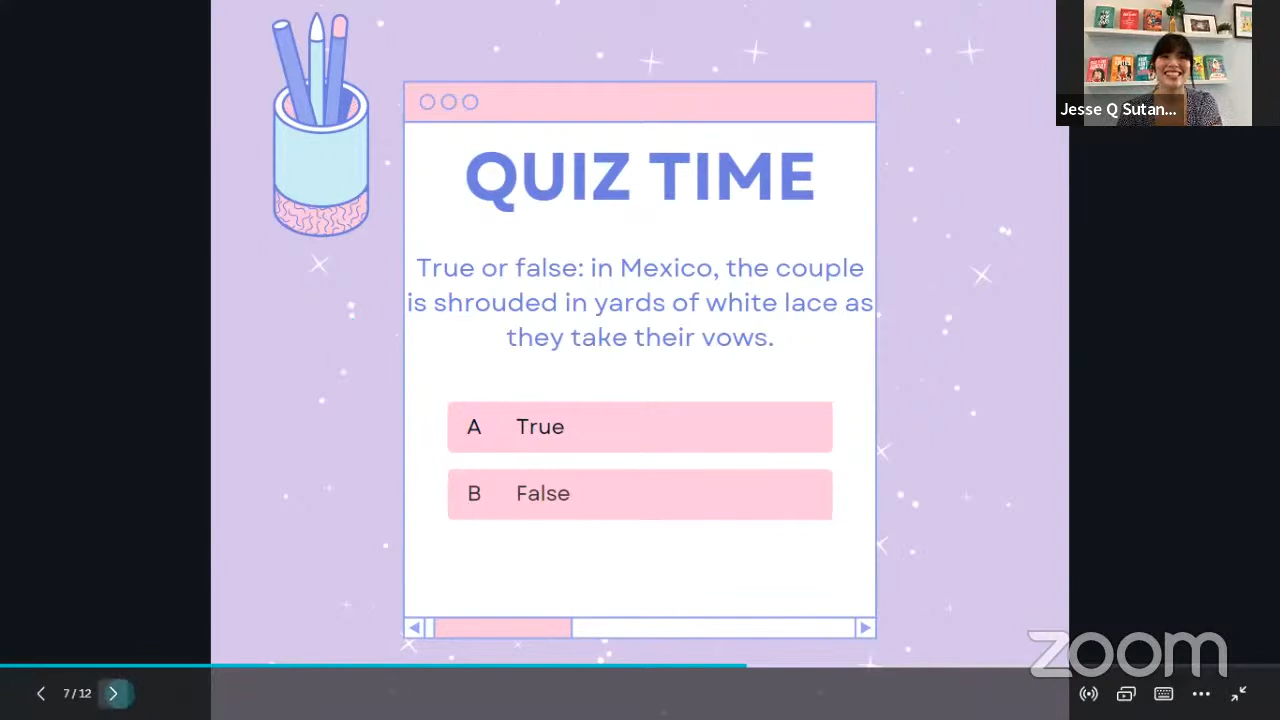 Jesse Q Sutan...
QUIZ TIME
True or false: in Mexico, the couple
is shrouded in yards of white lace as
they take their vows.
A True
B False
zoom
7 / 12